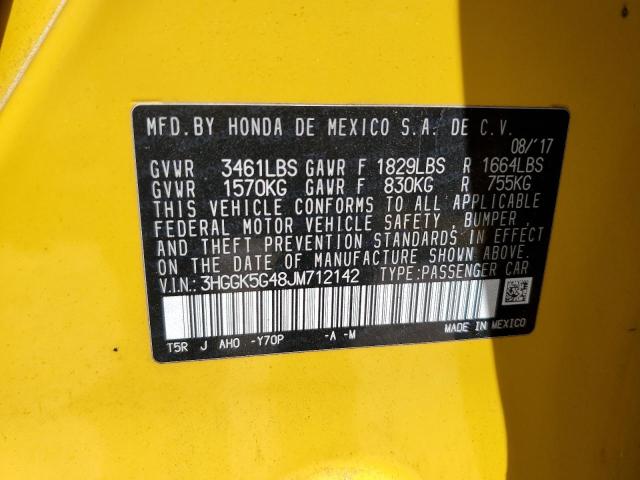 MFD.BY HONDA DE MEXICO S.A. DE C.V.
08/'17
GVWR 3461LBS GAWR F 1829LBS R 1664LBS
GVWR 1570KG GAWR F 830KG R 755KG
THIS VEHICLE CONFORMS TO ALL APPLICABLE
FEDERAL MOTOR VEHICLE SAFETY , BUMPER ,
AND THEFT PREVENTION STANDARDS IN EFFECT
ON THE DATE OF MANUFACTURE SHOWN ABOVE.
V.I.N: 3HGGK5G48JM712142 TYPE:PASSENGER CAR
T5R J AHO -Y70P -A -M MADE IN MEXICO